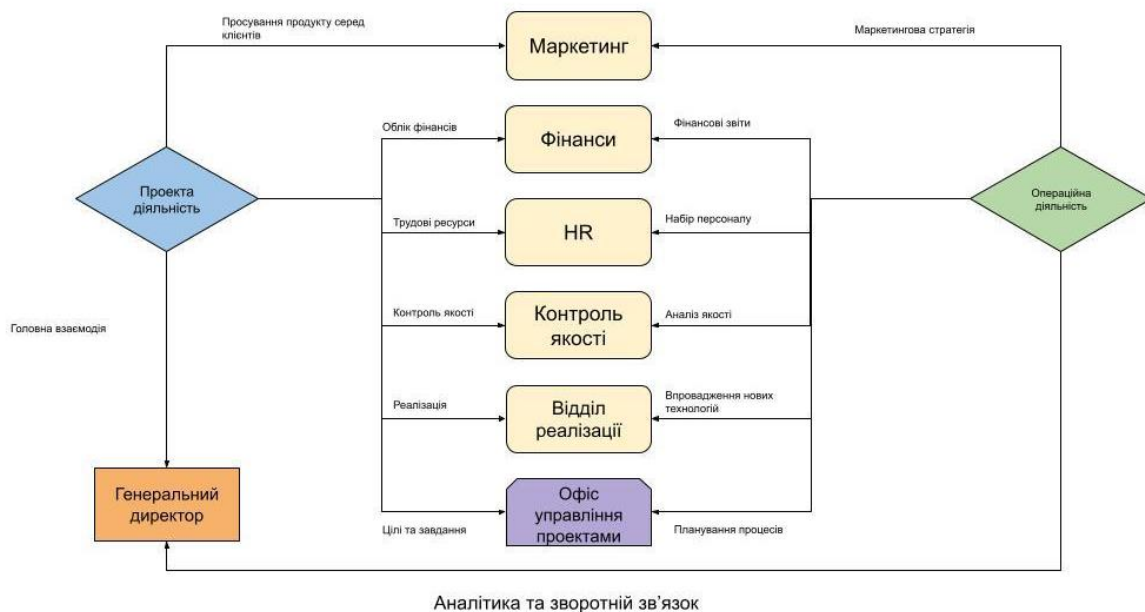 Просування продукту серед
клієнтів
Маркетинг
Маркетингова стратегія
Облік фінансів
Фінанси
Фінансові звіти
Проекта
діяльність
Операційна
діяльність
Трудові ресурси
HR
Набір персоналу
Головна взаємодія
Контроль якості
Контроль
якості
Аналіз якості
Реалізація
Відділ
реалізації
Впровадження нових
технологій
Генеральний
директор
Цілі та завдання
Офіс
управління
проектами
Планування процесів
Аналітика та зворотній зв’язок